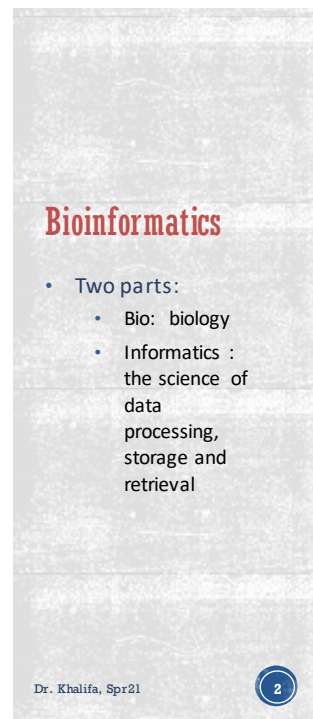 Bioinformatics
• Two parts:
• Bio: biology
• Informatics :
the science of
data
processing,
storage and
retrieval
Dr. Khalifa, Spr21
2